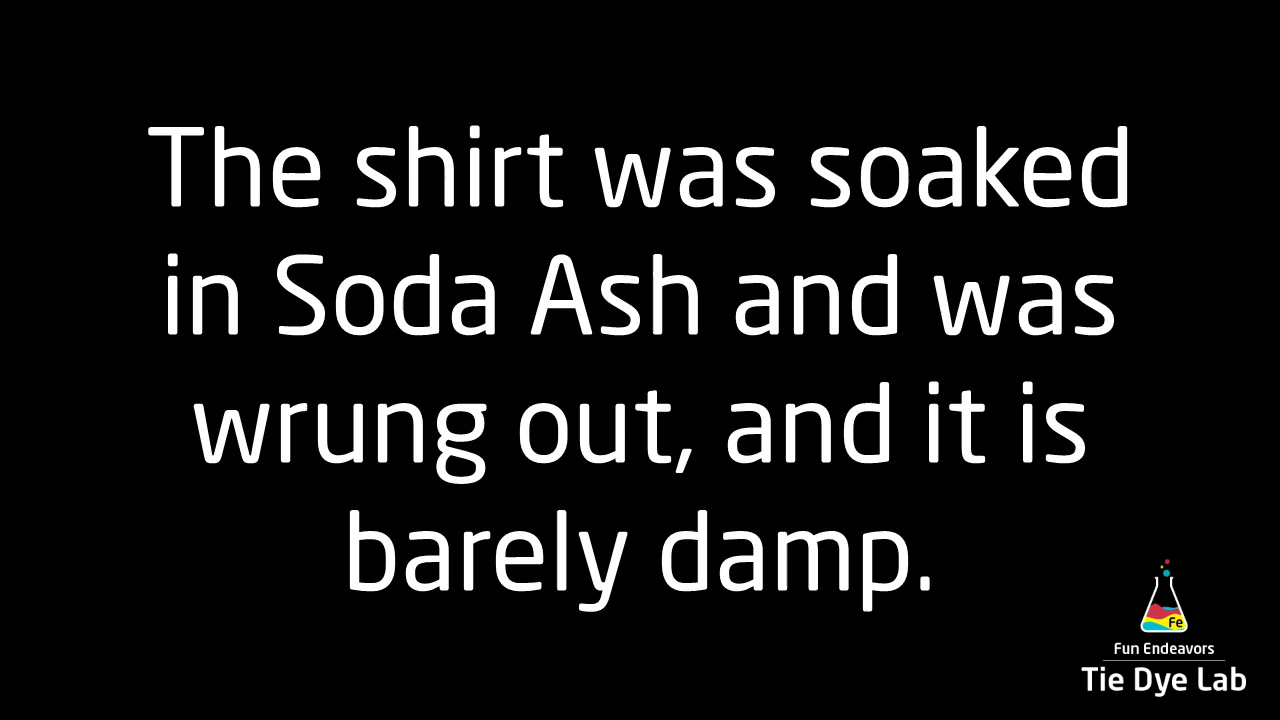 The shirt was soaked
in Soda Ash and was
wrung out, and it is
barely damp.
Fe
Fun Endeavors
Tie Dye Lab